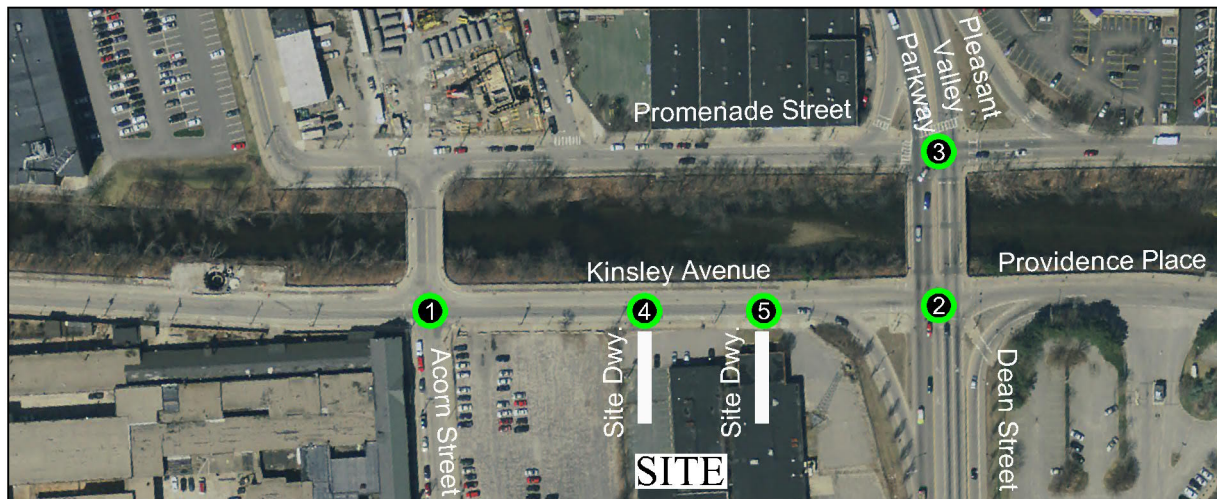 Pleasant
Valley
Parkway
Promenade Street
3
Kinsley Avenue
Providence Place
1
4
5
2
Site Dwy.
Site Dwy.
Acorn Street
Dean Street
SITE